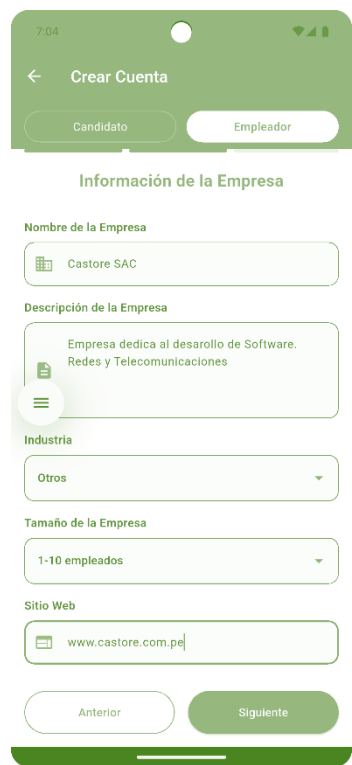 7:04
Crear Cuenta
Candidato
Empleador
Información de la Empresa
Nombre de la Empresa
Castore SAC
Descripción de la Empresa
Empresa dedica al desarollo de Software.
Redes y Telecomunicaciones
Industria
Otros
Tamaño de la Empresa
1-10 empleados
Sitio Web
www.castore.com.pe
Anterior
Siguiente